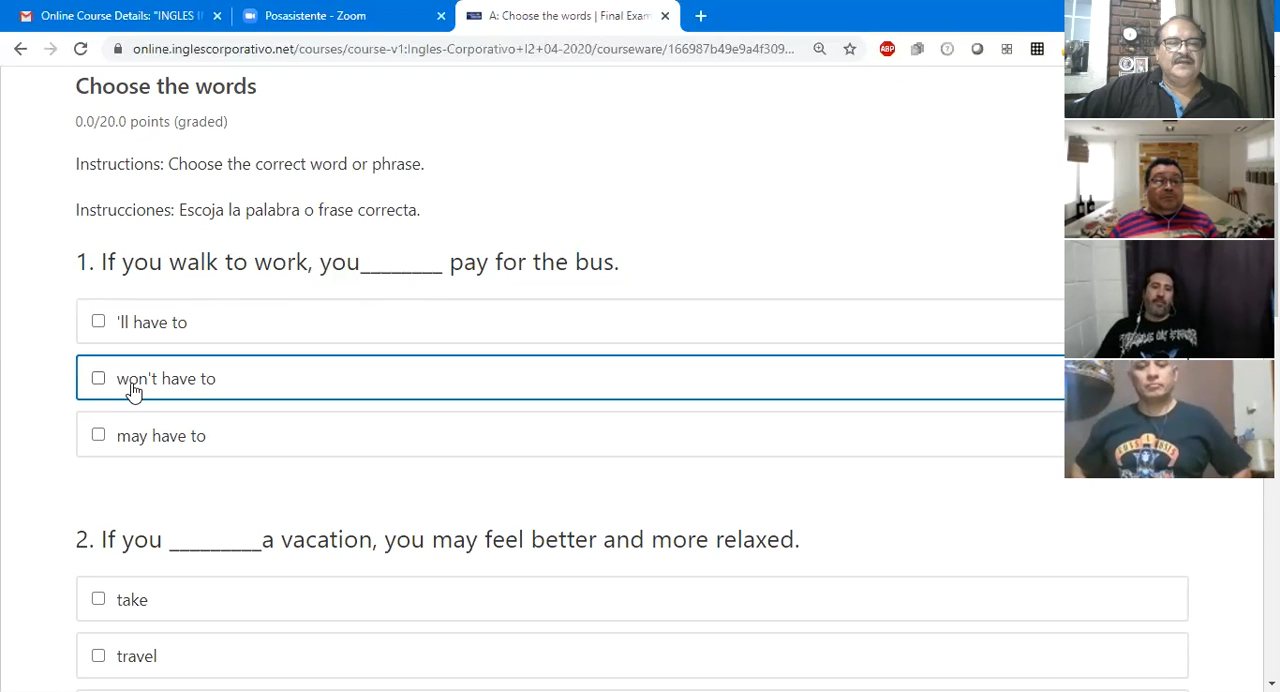 Online Course Details: "INGLES I
Posasistente - Zoom
A: Choose the words | Final Exam
online.inglescorporativo.net/courses/course-v1:Ingles-Corporativo+I2+04-2020/courseware/166987b49e9a4f309...
ABP
Choose the words
0.0/20.0 points (graded)
Instructions: Choose the correct word or phrase.
Instrucciones: Escoja la palabra o frase correcta.
1. If you walk to work, you________ pay for the bus.
'll have to
won't have to
may have to
2. If you _________a vacation, you may feel better and more relaxed.
take
travel